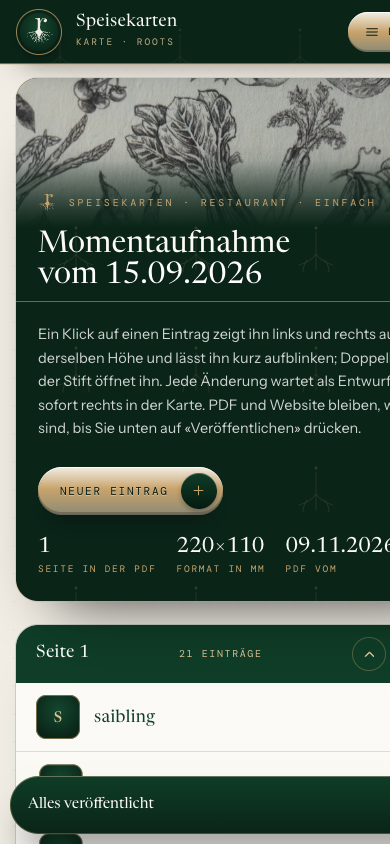 r
Speisekarten
KARTE · ROOTS
r
SPEISEKARTEN · RESTAURANT · EINFACH
Momentaufnahme
vom 15.09.2026
Ein Klick auf einen Eintrag zeigt ihn links und rechts
derselben Höhe und lässt ihn kurz aufblinken;
der Stift öffnet ihn. Jede Änderung wartet als Entwurf
sofort rechts in der Karte. PDF und Website bleiben,
sind, bis Sie unten auf «Veröffentlichen» drücken.
NEUER EINTRAG +
1 220×110 09.11.2026
SEITE IN DER PDF FORMAT IN MM PDF VOM
Seite 1 21 EINTRÄGE
s saibling
Alles veröffentlicht